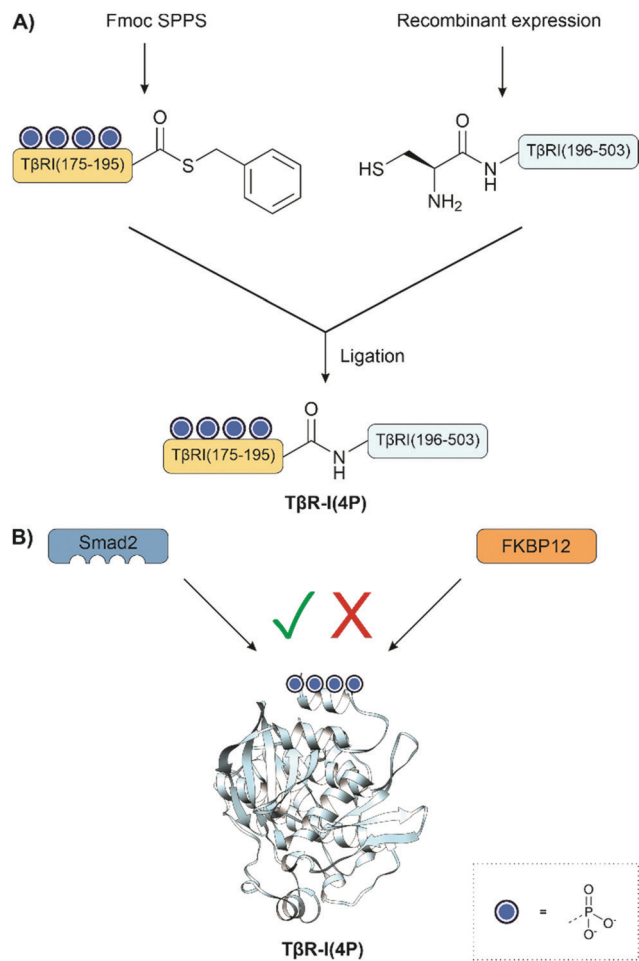 A)
Fmoc SPPS
Recombinant expression
TβRI(175-195)
O
S
HS
O
N
H
NH₂
TβRI(196-503)
Ligation
TβRI(175-195)
O
N
H
TβRI(196-503)
TβR-I(4P)
B)
Smad2
FKBP12
TβR-I(4P)
=
O
P
O⁻
O⁻